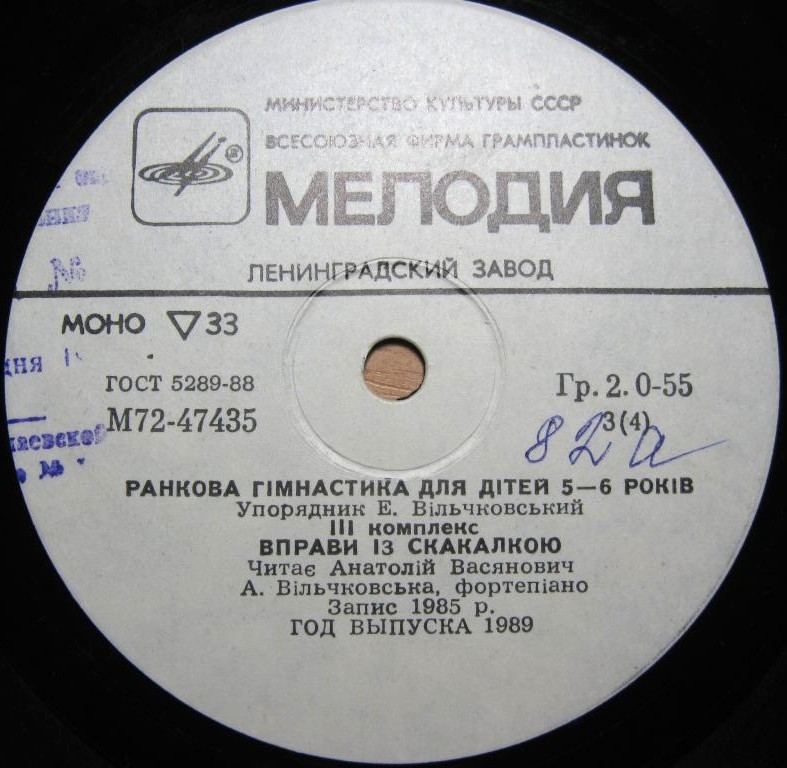 МИНИСТЕРСТВО КУЛЬТУРЫ СССР
ВСЕСОЮЗНАЯ ФИРМА ГРАМПЛАСТИНОК
МЕЛОДИЯ
ЛЕНИНГРАДСКИЙ ЗАВОД
№
МОНО ▽ 33
ГОСТ 5289-88
М72-47435
Гр. 2. 0-55
3(4)
82а
РАНКОВА ГІМНАСТИКА ДЛЯ ДІТЕЙ 5—6 РОКІВ
Упорядник Е. Вільчковський
III комплекс
ВПРАВИ ІЗ СКАКАЛКОЮ
Читає Анатолій Васянович
А. Вільчковська, фортепіано
Запис 1985 р.
ГОД ВЫПУСКА 1989